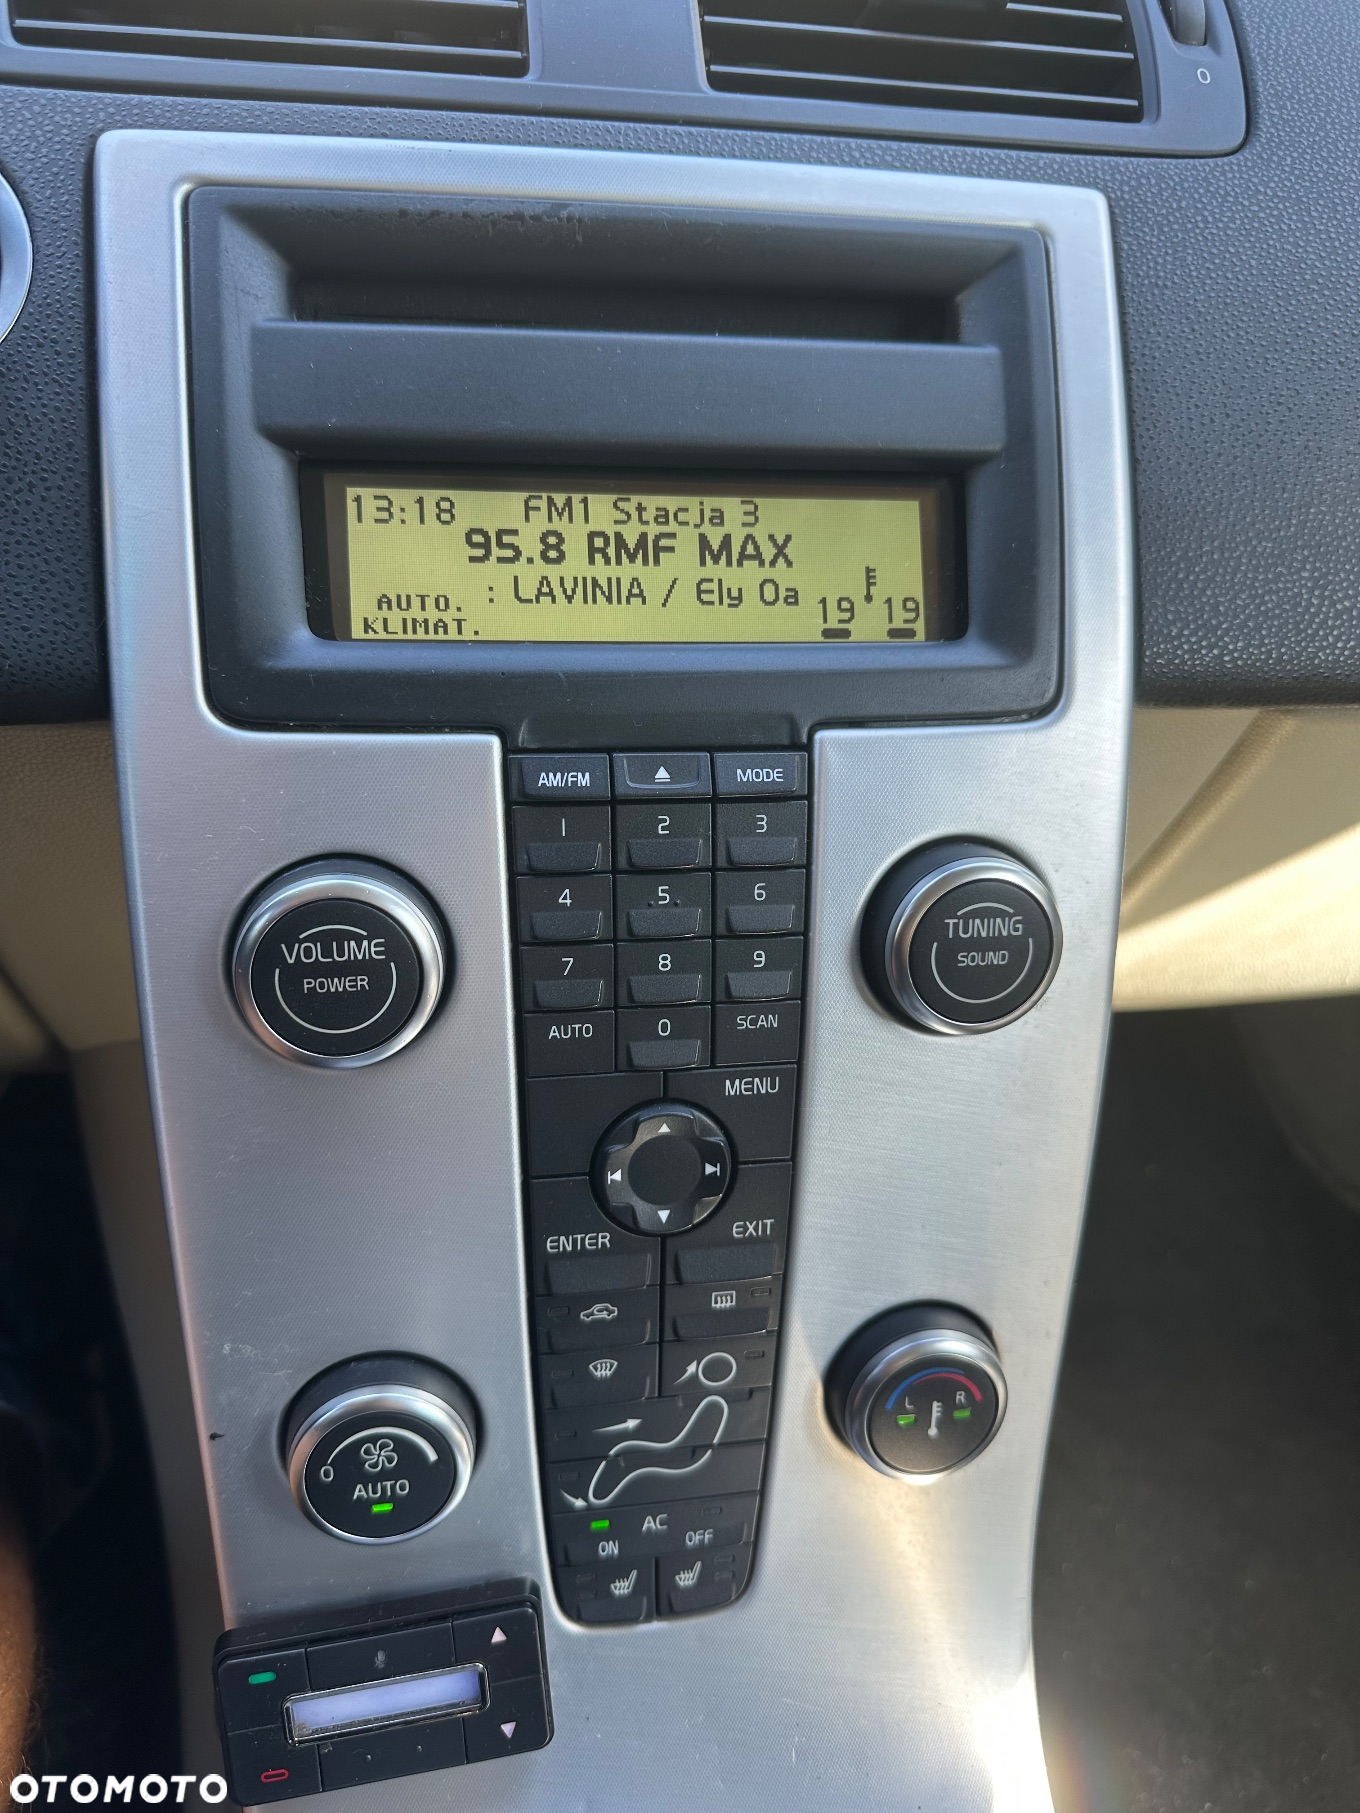 0
13:18 FM1 Stacja 3
95.8 RMF MAX
AUTO. : LAVINIA / Ely Oa
KLIMAT. 19 19
AM/FM MODE
1 2 3
4 5 6
7 8 9
AUTO 0 SCAN
VOLUME
POWER
TUNING
SOUND
MENU
ENTER EXIT
L R
0
AUTO
AC
ON OFF
OTOMOTO